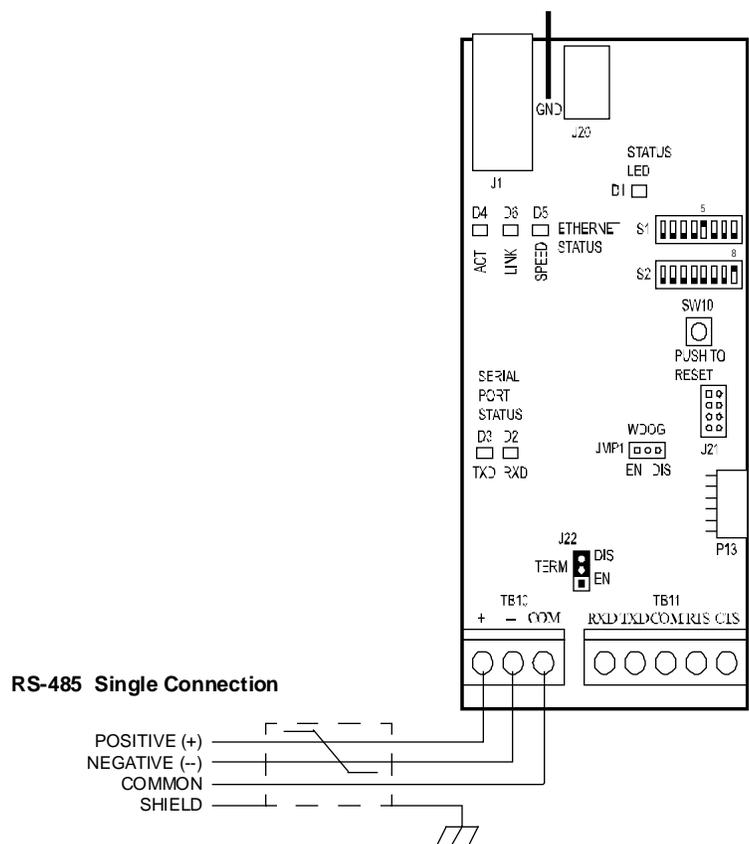 GND
J20
J1
STATUS
LED
D1
D4 D6 D5
ETHERNET
STATUS
ACT LINK SPEED
5
S1
8
S2
SW10
PUSH TO
RESET
SERIAL
PORT
STATUS
D3 D2
TXD RXD
WDOG
JMP1
EN DIS
J21
P13
J22
DIS
TERM
EN
TB10
+ – COM
TB11
RXD TXD COM RTS CTS
RS-485 Single Connection
POSITIVE (+)
NEGATIVE (--)
COMMON
SHIELD